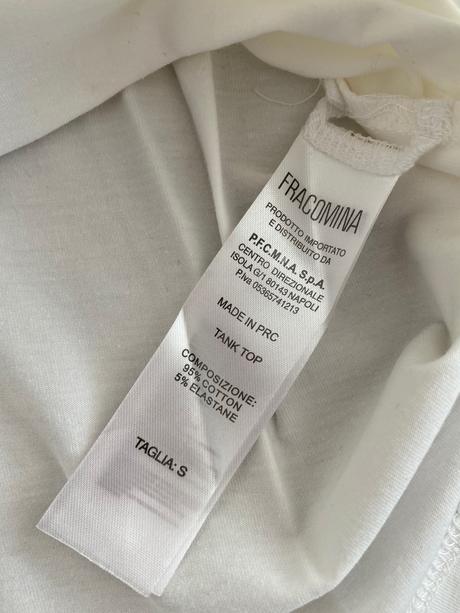 FRACOMINA
PRODOTTO IMPORTATO
E DISTRIBUITO DA
P.F.C.M.N.A. S.p.A.
CENTRO DIREZIONALE
ISOLA G/1 80143 NAPOLI
P.Iva 05365741213
MADE IN PRC
TANK TOP
COMPOSIZIONE:
95% COTTON
5% ELASTANE
TAGLIA: S